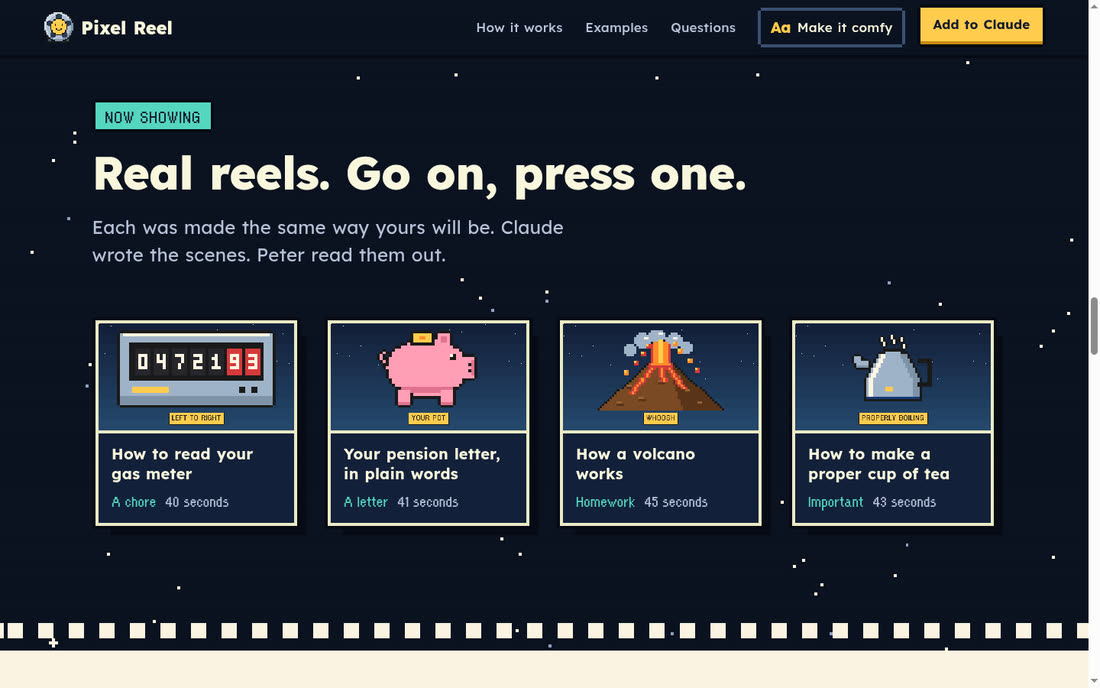 Pixel Reel
How it works
Examples
Questions
Aa Make it comfy
Add to Claude
NOW SHOWING
Real reels. Go on, press one.
Each was made the same way yours will be. Claude
wrote the scenes. Peter read them out.
0472193
LEFT TO RIGHT
How to read your
gas meter
A chore 40 seconds
YOUR POT
Your pension letter,
in plain words
A letter 41 seconds
WHOOSH
How a volcano
works
Homework 45 seconds
PROPERLY BOILING
How to make a
proper cup of tea
Important 43 seconds